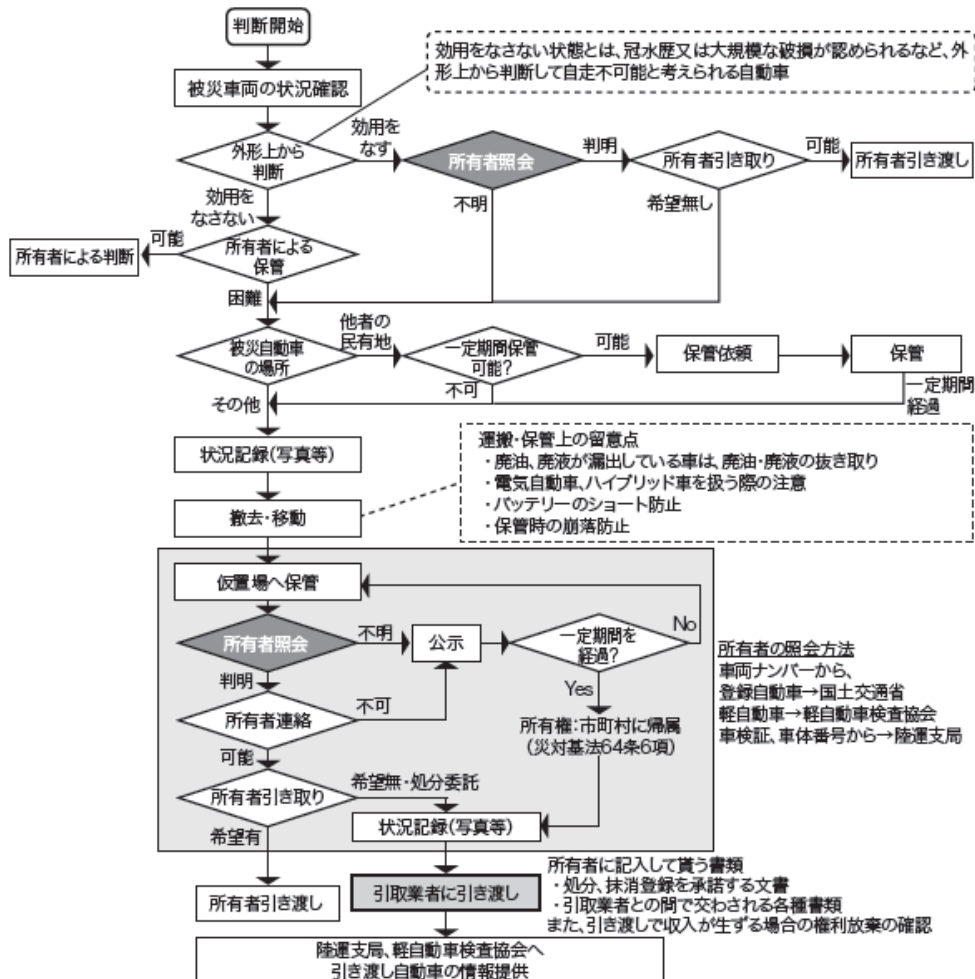 判断開始
効用をなさない状態とは、冠水歴又は大規模な破損が認められるなど、外
形上から判断して自走不可能と考えられる自動車
被災車両の状況確認
外形上から
判断
効用を
なす
所有者照会
判明
所有者引き取り
可能
所有者引き渡し
不明
希望無し
効用を
なさない
所有者による
保管
可能
所有者による判断
困難
被災自動車
の場所
他者の
民有地
一定期間保管
可能?
可能
保管依頼
保管
不可
一定期間
経過
その他
状況記録(写真等)
運搬・保管上の留意点
・廃油、廃液が漏出している車は、廃油・廃液の抜き取り
・電気自動車、ハイブリッド車を扱う際の注意
・バッテリーのショート防止
・保管時の崩落防止
撤去・移動
仮置場へ保管
所有者照会
不明
公示
一定期間を
経過?
No
所有者の照会方法
車両ナンバーから、
登録自動車→国土交通省
軽自動車→軽自動車検査協会
車検証、車体番号から→陸運支局
判明
Yes
所有者連絡
不可
所有権:市町村に帰属
(災対基法64条6項)
可能
所有者引き取り
希望無・処分委託
状況記録(写真等)
希望有
所有者引き渡し
引取業者に引き渡し
所有者に記入して貰う書類
・処分、抹消登録を承諾する文書
・引取業者との間で交わされる各種書類
また、引き渡しで収入が生ずる場合の権利放棄の確認
陸運支局、軽自動車検査協会へ
引き渡し自動車の情報提供